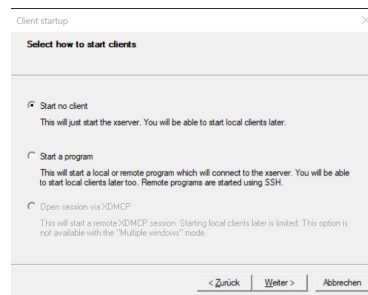 Client startup
Select how to start clients
Start no client
This will just start the xserver. You will be able to start local clients later.
Start a program
This will start a local or remote program which will connect to the xserver. You will be able
to start local clients later too. Remote programs are started using SSH.
Open session via XDMCP
This will start a remote XDMCP session. Starting local clients later is limited. This option is
not available with the "Multiple windows" mode.
< Zurück Weiter > Abbrechen